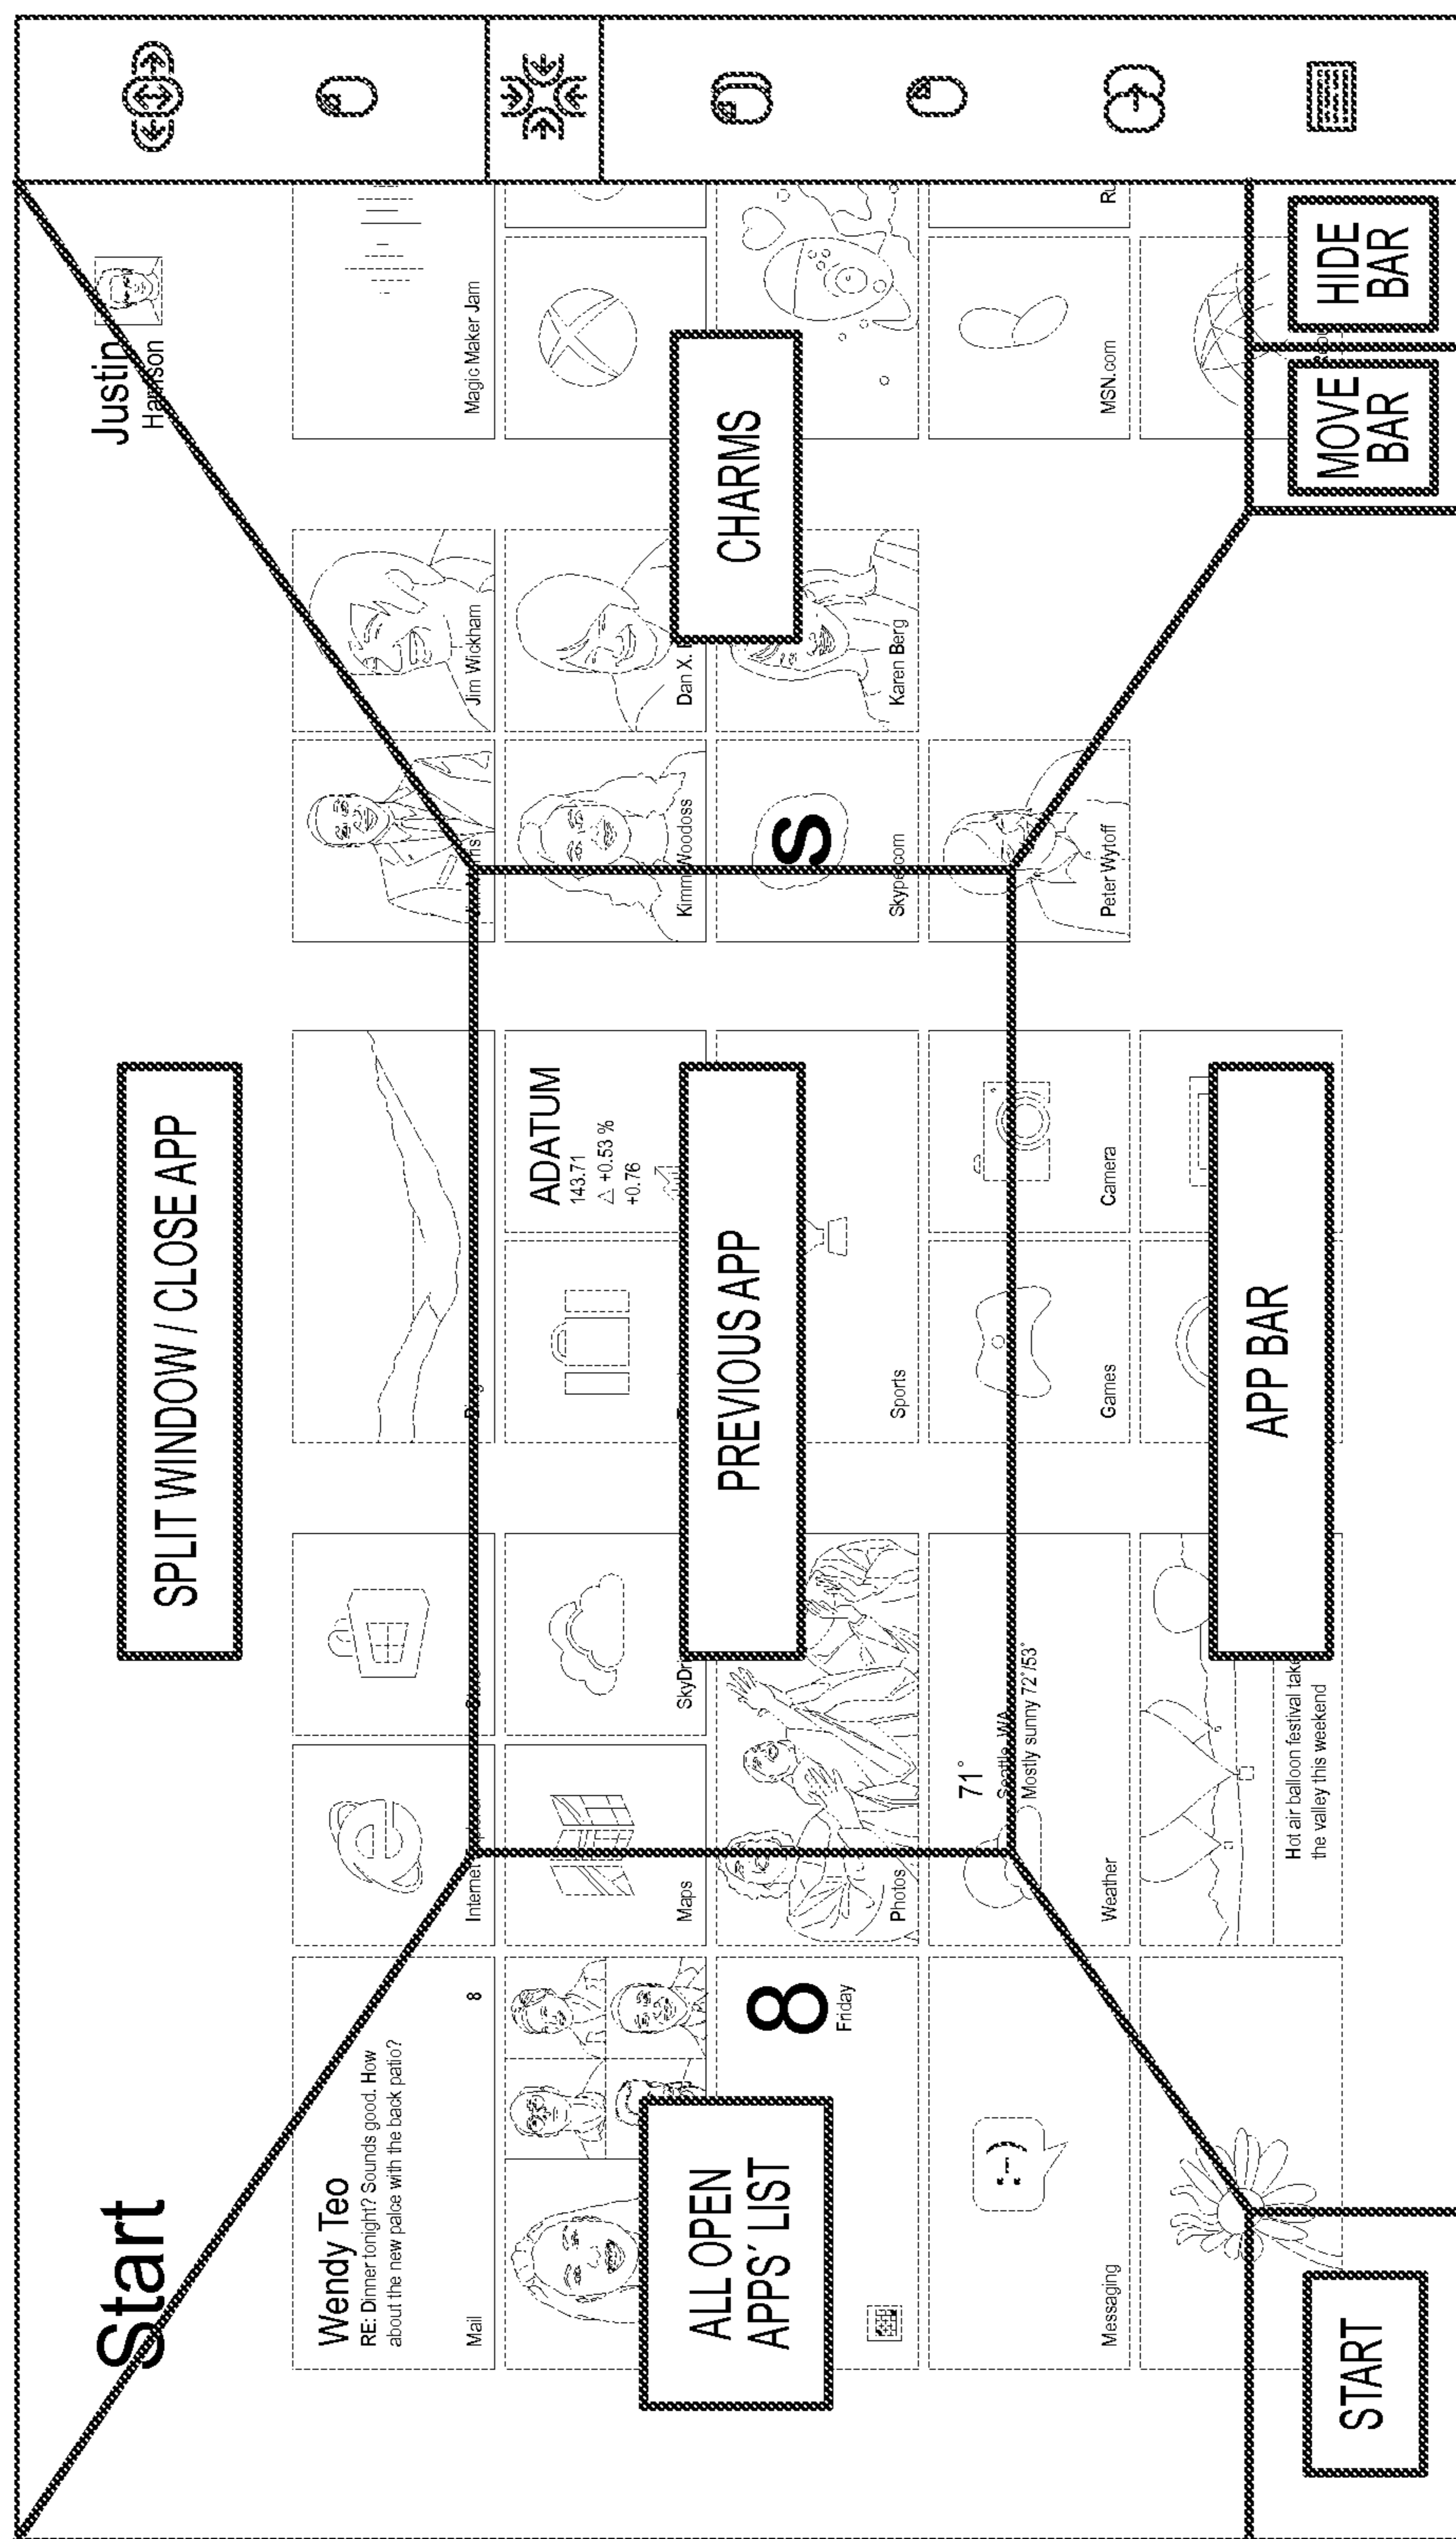 Start
Justin
Harrison
SPLIT WINDOW / CLOSE APP
Wendy Teo
RE: Dinner tonight? Sounds good. How
about the new palce with the back patio?
Mail
8
Internet
Jim Wickham
Magic Maker Jam
ALL OPEN
APPS´ LIST
Maps
SkyDr
ADATUM
143.71
△ +0.53 %
+0.76
Woodoss
Dan X.
CHARMS
PREVIOUS APP
8
Friday
Photos
Sports
S
Skype.com
Karen Berg
:-)
Messaging
71°
Seattle, WA
Mostly sunny 72°/53°
Weather
Games
Camera
Peter Wytoff
MSN.com
Ru
Hot air balloon festival take
the valley this weekend
APP BAR
START
MOVE
BAR
HIDE
BAR